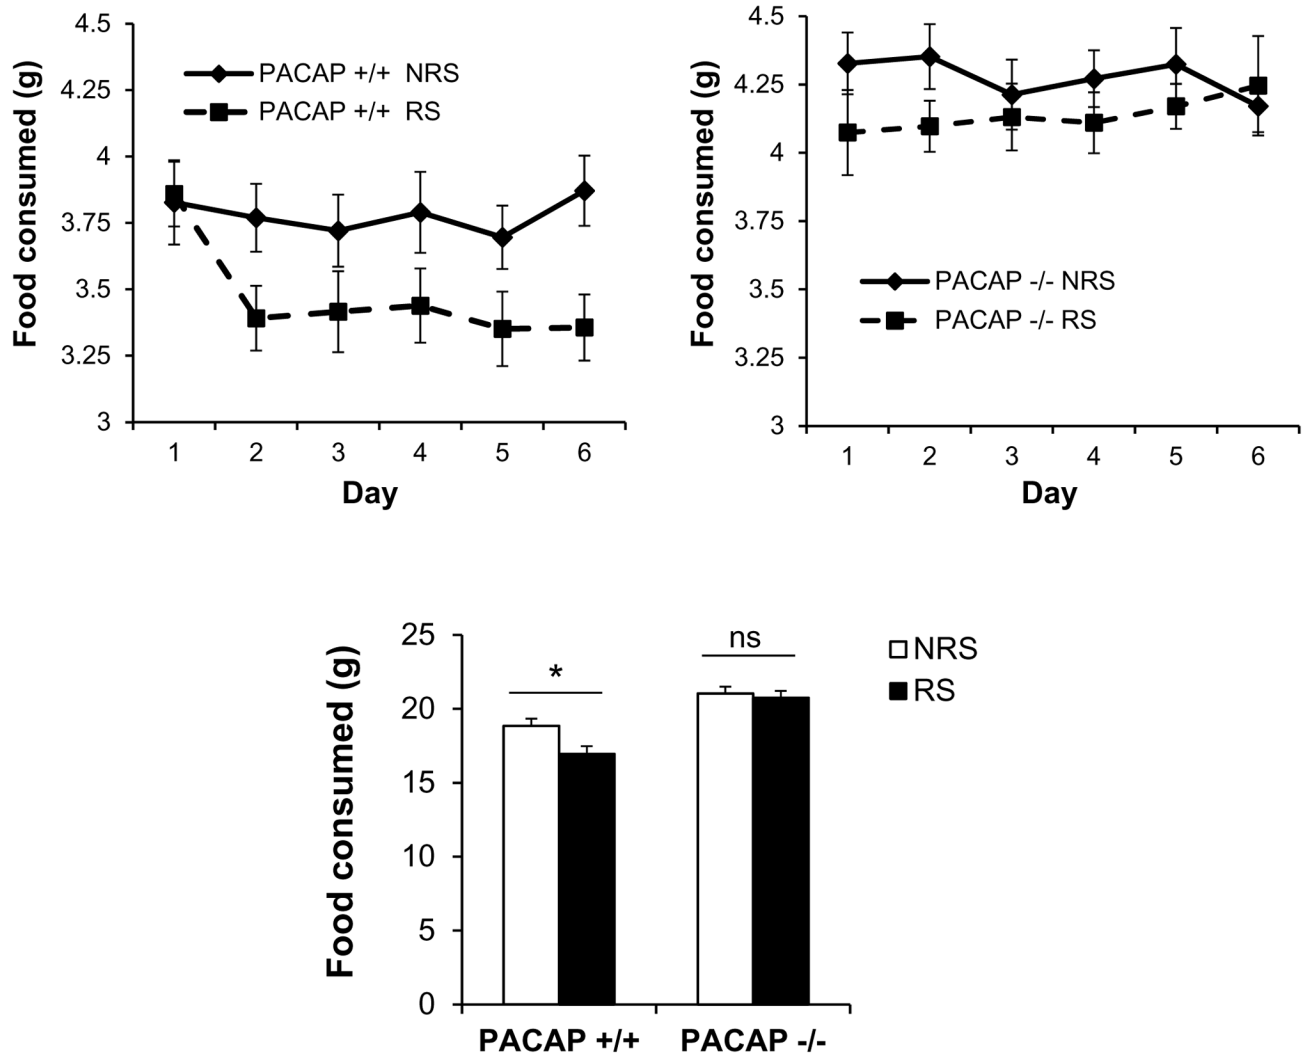 Food consumed (g)
4.5
4.25
4
3.75
3.5
3.25
3
PACAP +/+ NRS
PACAP +/+ RS
1 2 3 4 5 6
Day
Food consumed (g)
4.5
4.25
4
3.75
3.5
3.25
3
PACAP -/- NRS
PACAP -/- RS
1 2 3 4 5 6
Day
Food consumed (g)
25
20
15
10
5
0
*
ns
NRS
RS
PACAP +/+ PACAP -/-